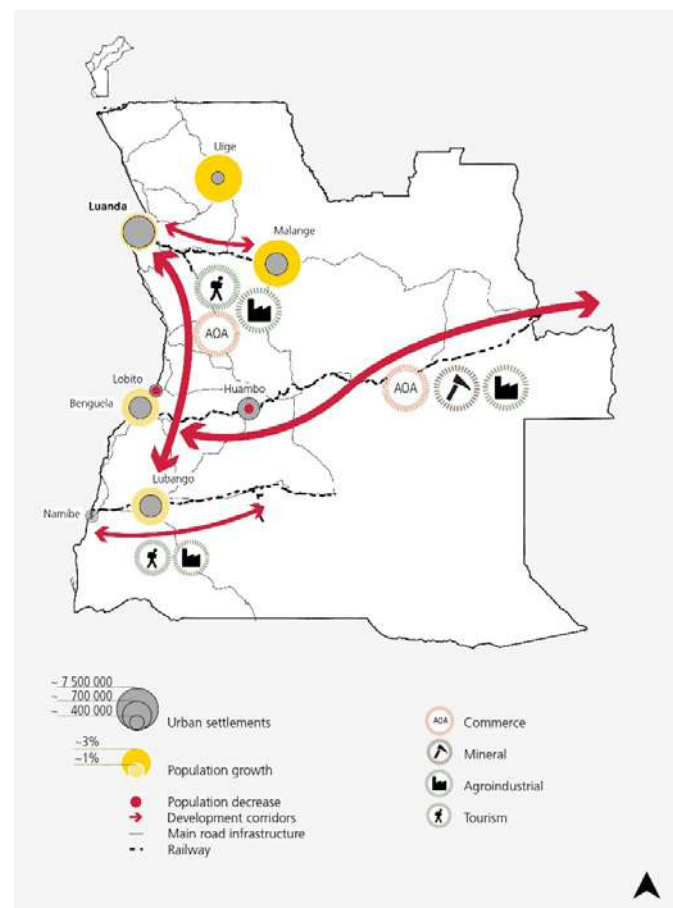 Uige
Luanda
Malange
AOA
Lobito
Huambo
Benguela
AOA
Lubango
Namibe
~ 7 500 000
~ 700 000
~ 400 000
Urban settlements
~3%
~1%
Population growth
Population decrease
Development corridors
Main road infrastructure
Railway
AOA Commerce
Mineral
Agroindustrial
Tourism